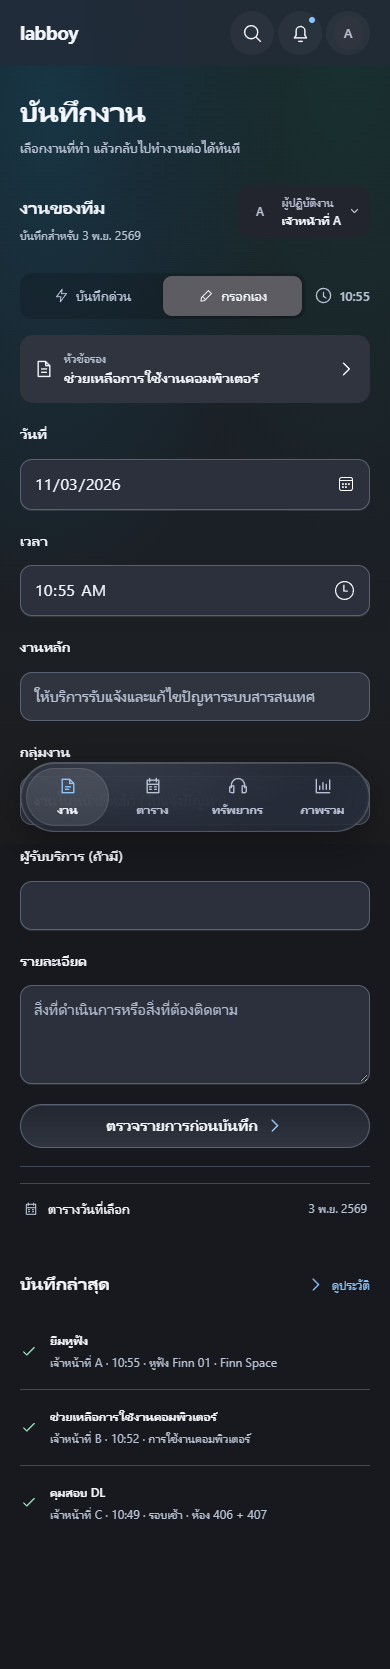 labboy
A
บันทึกงาน
เลือกงานที่ทำ แล้วกลับไปทำงานต่อได้ทันที
งานของทีม
บันทึกสำหรับ 3 พ.ย. 2569
A
ผู้ปฏิบัติงาน
เจ้าหน้าที่ A
บันทึกด่วน
กรอกเอง
10:55
หัวข้อรอง
ช่วยเหลือการใช้งานคอมพิวเตอร์
วันที่
11/03/2026
เวลา
10:55 AM
งานหลัก
ให้บริการรับแจ้งและแก้ไขปัญหาระบบสารสนเทศ
กลุ่มงาน
งาน
ตาราง
ทรัพยากร
ภาพรวม
ผู้รับบริการ (ถ้ามี)
รายละเอียด
สิ่งที่ดำเนินการหรือสิ่งที่ต้องติดตาม
ตรวจรายการก่อนบันทึก
ตารางวันที่เลือก
3 พ.ย. 2569
บันทึกล่าสุด
ดูประวัติ
ยืมหูฟัง
เจ้าหน้าที่ A · 10:55 · หูฟัง Finn 01 · Finn Space
ช่วยเหลือการใช้งานคอมพิวเตอร์
เจ้าหน้าที่ B · 10:52 · การใช้งานคอมพิวเตอร์
คุมสอบ DL
เจ้าหน้าที่ C · 10:49 · รอบเช้า · ห้อง 406 + 407